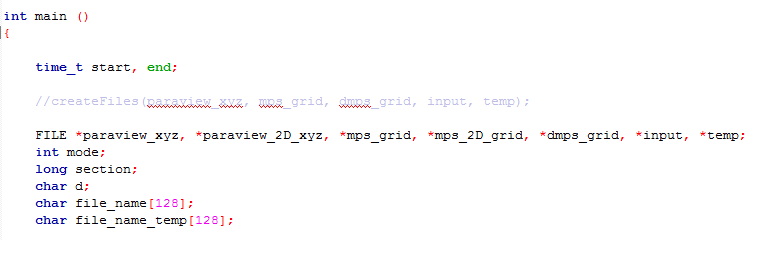 int main ()
{
time_t start, end;
//createFiles(paraview_xyz, mps_grid, dmps_grid, input, temp);
FILE *paraview_xyz, *paraview_2D_xyz, *mps_grid, *mps_2D_grid, *dmps_grid, *input, *temp;
int mode;
long section;
char d;
char file_name[128];
char file_name_temp[128];